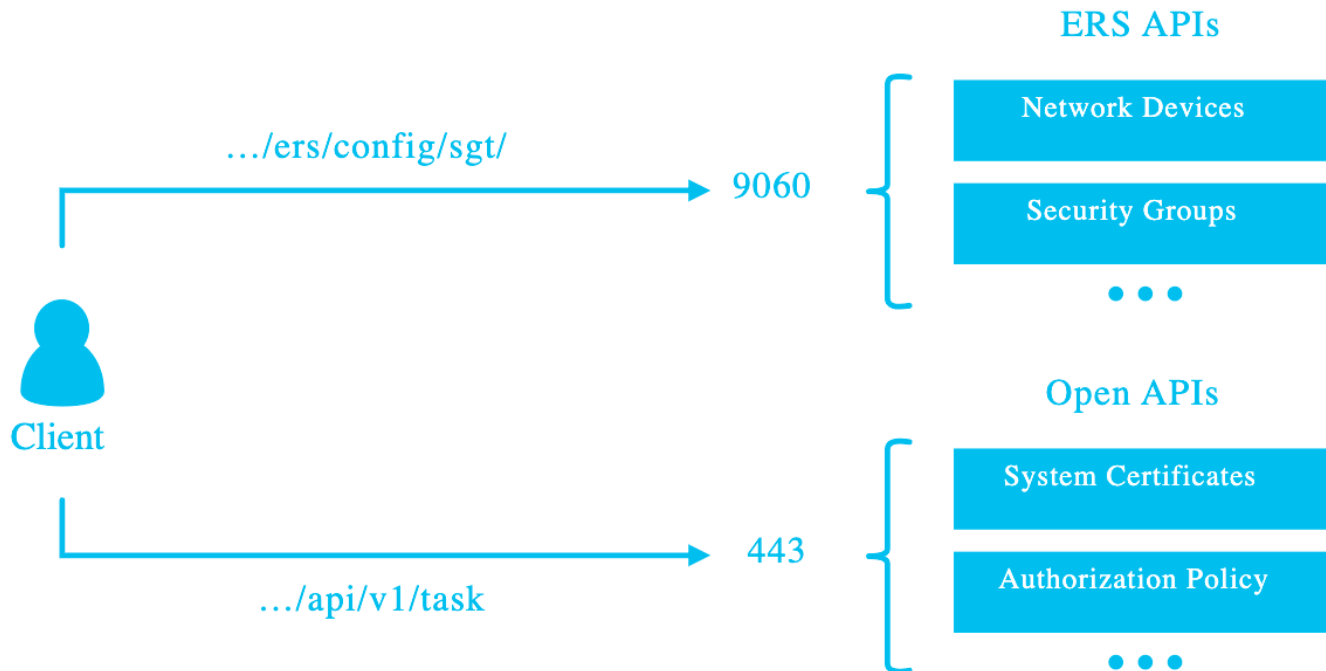 ERS APIs
Network Devices
…/ers/config/sgt/
9060
Security Groups
Client
Open APIs
System Certificates
443
Authorization Policy
…/api/v1/task